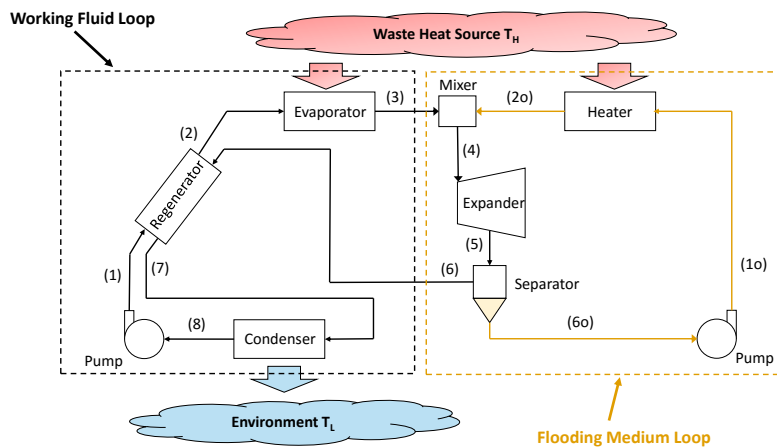 Working Fluid Loop
Waste Heat Source T_H
Mixer
Evaporator
(3)
(2o)
Heater
(2)
(4)
Regenerator
Expander
(5)
(1)
(7)
(6)
Separator
(1o)
(8)
Condenser
(6o)
Pump
Pump
Environment T_L
Flooding Medium Loop